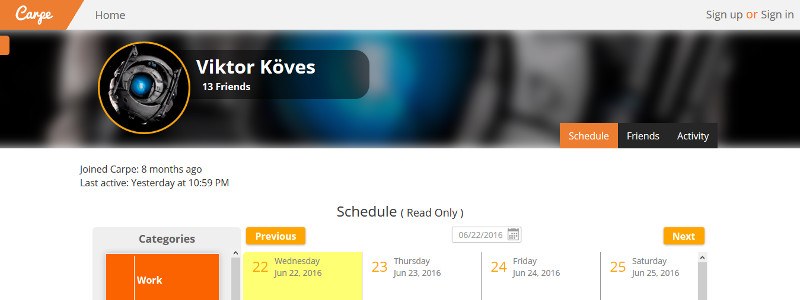 Carpe
Home
Sign up or Sign in
Viktor Köves
13 Friends
Schedule
Friends
Activity
Joined Carpe: 8 months ago
Last active: Yesterday at 10:59 PM
Schedule ( Read Only )
Categories
Previous
06/22/2016
Next
Work
22 Wednesday
Jun 22, 2016
23 Thursday
Jun 23, 2016
24 Friday
Jun 24, 2016
25 Saturday
Jun 25, 2016